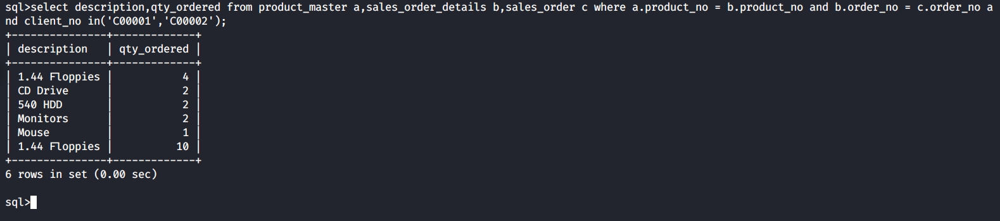 sql>select description,qty_ordered from product_master a,sales_order_details b,sales_order c where a.product_no = b.product_no and b.order_no = c.order_no a
nd client_no in('C00001','C00002');
+---------------+-------------+
| description   | qty_ordered |
+---------------+-------------+
| 1.44 Floppies |           4 |
| CD Drive      |           2 |
| 540 HDD       |           2 |
| Monitors      |           2 |
| Mouse         |           1 |
| 1.44 Floppies |          10 |
+---------------+-------------+
6 rows in set (0.00 sec)
sql>